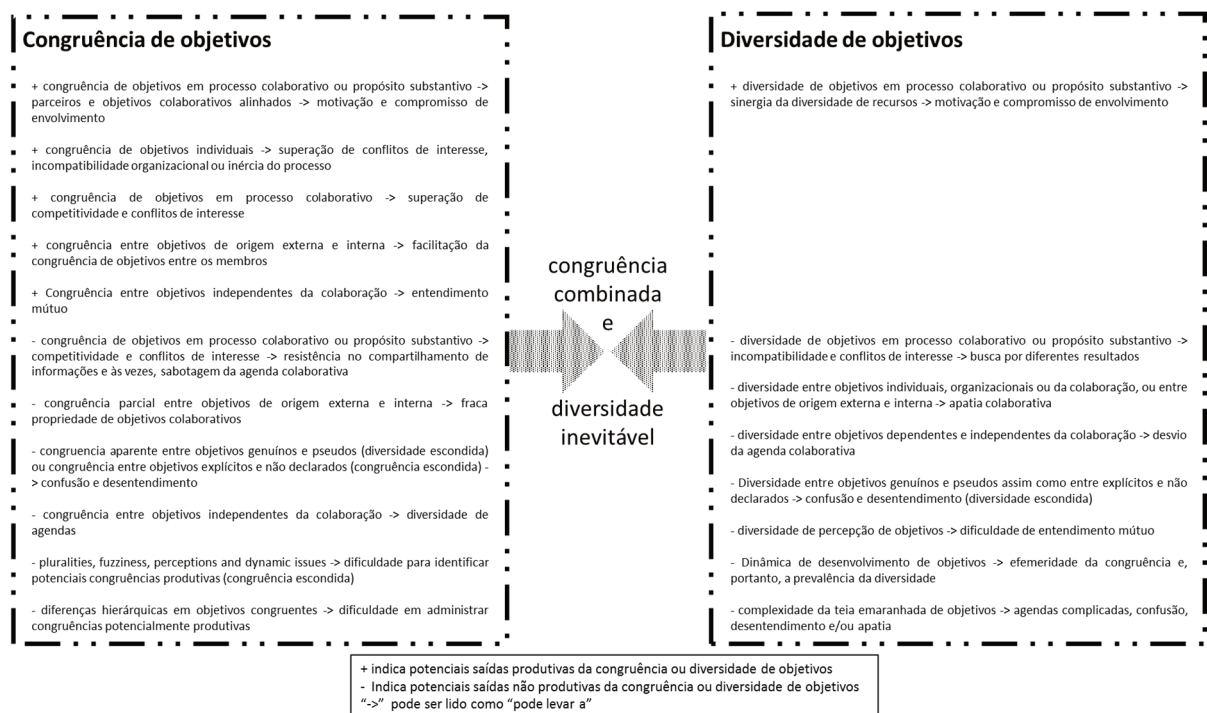 Congruência de objetivos
+ congruência de objetivos em processo colaborativo ou propósito substantivo ->
parceiros e objetivos colaborativos alinhados -> motivação e compromisso de
envolvimento
+ congruência de objetivos individuais -> superação de conflitos de interesse,
incompatibilidade organizacional ou inércia do processo
+ congruência de objetivos em processo colaborativo -> superação de
competitividade e conflitos de interesse
+ congruência entre objetivos de origem externa e interna -> facilitação da
congruência de objetivos entre os membros
+ Congruência entre objetivos independentes da colaboração -> entendimento
mútuo
- congruência de objetivos em processo colaborativo ou propósito substantivo ->
competitividade e conflitos de interesse -> resistência no compartilhamento de
informações e às vezes, sabotagem da agenda colaborativa
- congruência parcial entre objetivos de origem externa e interna -> fraca
propriedade de objetivos colaborativos
- congruencia aparente entre objetivos genuínos e pseudos (diversidade escondida)
ou congruência entre objetivos explícitos e não declarados (congruência escondida) -
> confusão e desentendimento
- congruência entre objetivos independentes da colaboração -> diversidade de
agendas
- pluralities, fuzziness, perceptions and dynamic issues -> dificuldade para identificar
potenciais congruências produtivas (congruência escondida)
- diferenças hierárquicas em objetivos congruentes -> dificuldade em administrar
congruências potencialmente produtivas
congruência
combinada
e
diversidade
inevitável
Diversidade de objetivos
+ diversidade de objetivos em processo colaborativo ou propósito substantivo ->
sinergia da diversidade de recursos -> motivação e compromisso de envolvimento
- diversidade de objetivos em processo colaborativo ou propósito substantivo ->
incompatibilidade e conflitos de interesse -> busca por diferentes resultados
- diversidade entre objetivos individuais, organizacionais ou da colaboração, ou entre
objetivos de origem externa e interna -> apatia colaborativa
- diversidade entre objetivos dependentes e independentes da colaboração -> desvio
da agenda colaborativa
- Diversidade entre objetivos genuínos e pseudos assim como entre explícitos e não
declarados -> confusão e desentendimento (diversidade escondida)
- diversidade de percepção de objetivos -> dificuldade de entendimento mútuo
- Dinâmica de desenvolvimento de objetivos -> efemeridade da congruência e,
portanto, a prevalência da diversidade
- complexidade da teia emaranhada de objetivos -> agendas complicadas, confusão,
desentendimento e/ou apatia
+ indica potenciais saídas produtivas da congruência ou diversidade de objetivos
- Indica potenciais saídas não produtivas da congruência ou diversidade de objetivos
“->” pode ser lido como “pode levar a”